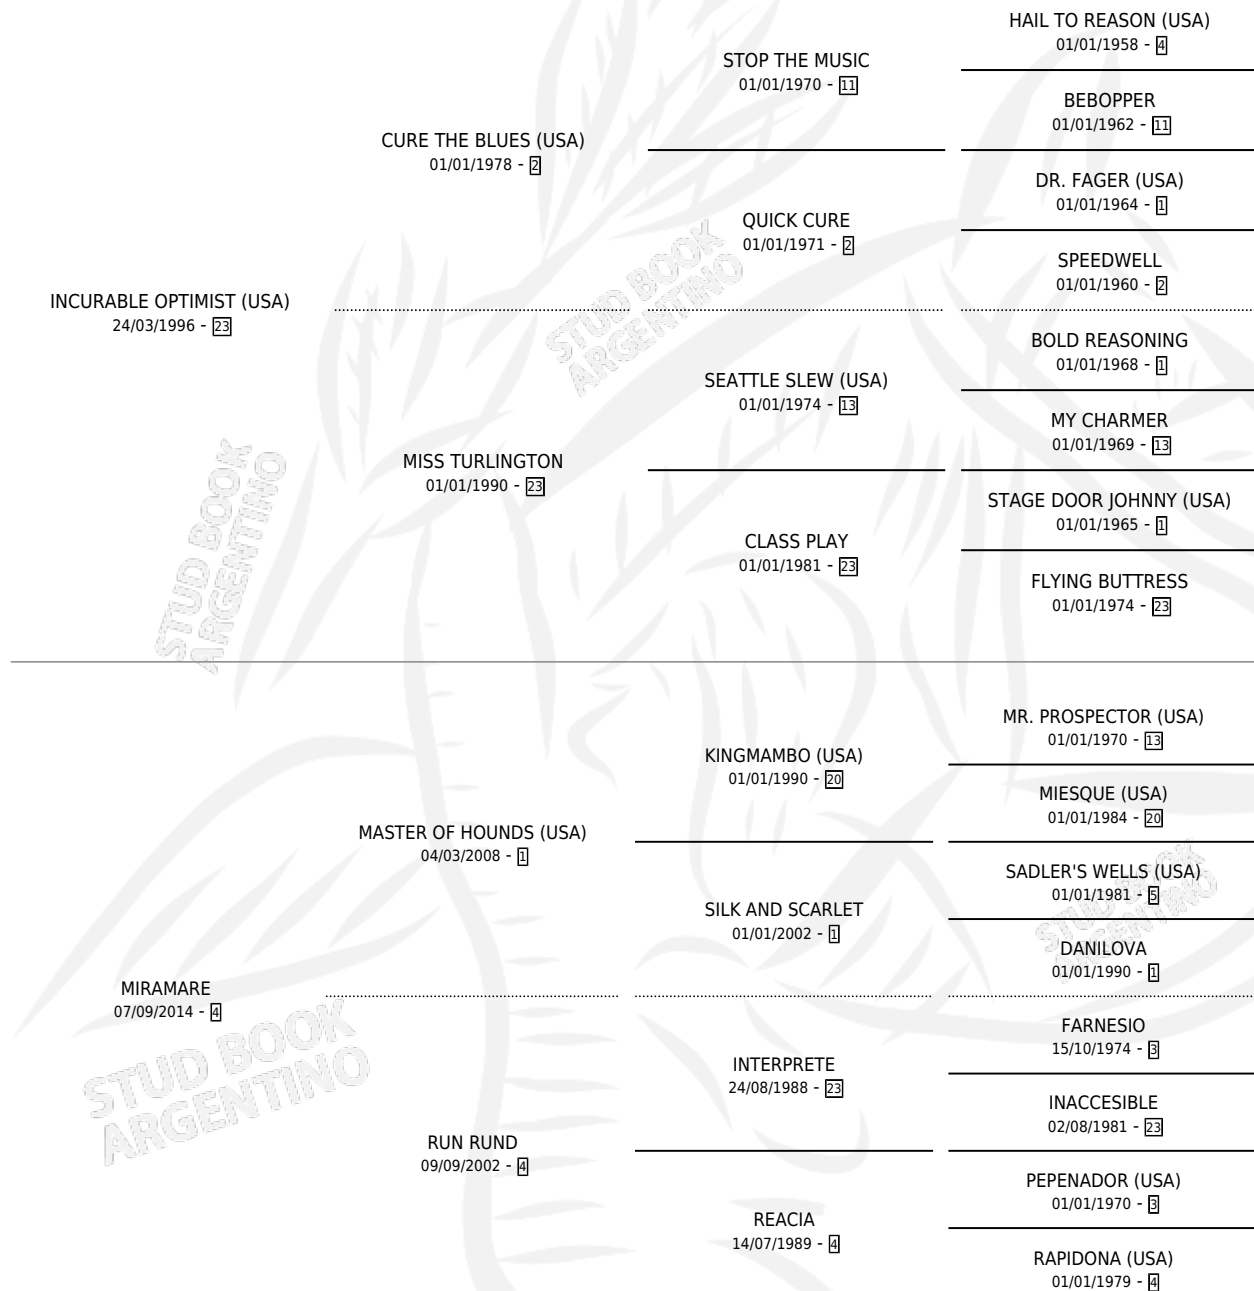 HAIL TO REASON (USA)
01/01/1958 - 4
STOP THE MUSIC
01/01/1970 - 11
BEBOPPER
01/01/1962 - 11
CURE THE BLUES (USA)
01/01/1978 - 2
DR. FAGER (USA)
01/01/1964 - 1
QUICK CURE
01/01/1971 - 2
SPEEDWELL
01/01/1960 - 2
INCURABLE OPTIMIST (USA)
24/03/1996 - 23
BOLD REASONING
01/01/1968 - 1
SEATTLE SLEW (USA)
01/01/1974 - 13
MY CHARMER
01/01/1969 - 13
MISS TURLINGTON
01/01/1990 - 23
STAGE DOOR JOHNNY (USA)
01/01/1965 - 1
CLASS PLAY
01/01/1981 - 23
FLYING BUTTRESS
01/01/1974 - 23
STUD BOOK
ARGENTINO
STUD BOOK
ARGENTINO
MR. PROSPECTOR (USA)
01/01/1970 - 13
KINGMAMBO (USA)
01/01/1990 - 20
MIESQUE (USA)
01/01/1984 - 20
MASTER OF HOUNDS (USA)
04/03/2008 - 1
SADLER'S WELLS (USA)
01/01/1981 - 5
SILK AND SCARLET
01/01/2002 - 1
DANILOVA
01/01/1990 - 1
MIRAMARE
07/09/2014 - 4
FARNESIO
15/10/1974 - 3
INTERPRETE
24/08/1988 - 23
INACCESIBLE
02/08/1981 - 23
RUN RUND
09/09/2002 - 4
PEPENADOR (USA)
01/01/1970 - 3
REACIA
14/07/1989 - 4
RAPIDONA (USA)
01/01/1979 - 4
STUD BOOK
ARGENTINO
STUD BOOK
ARGENTINO